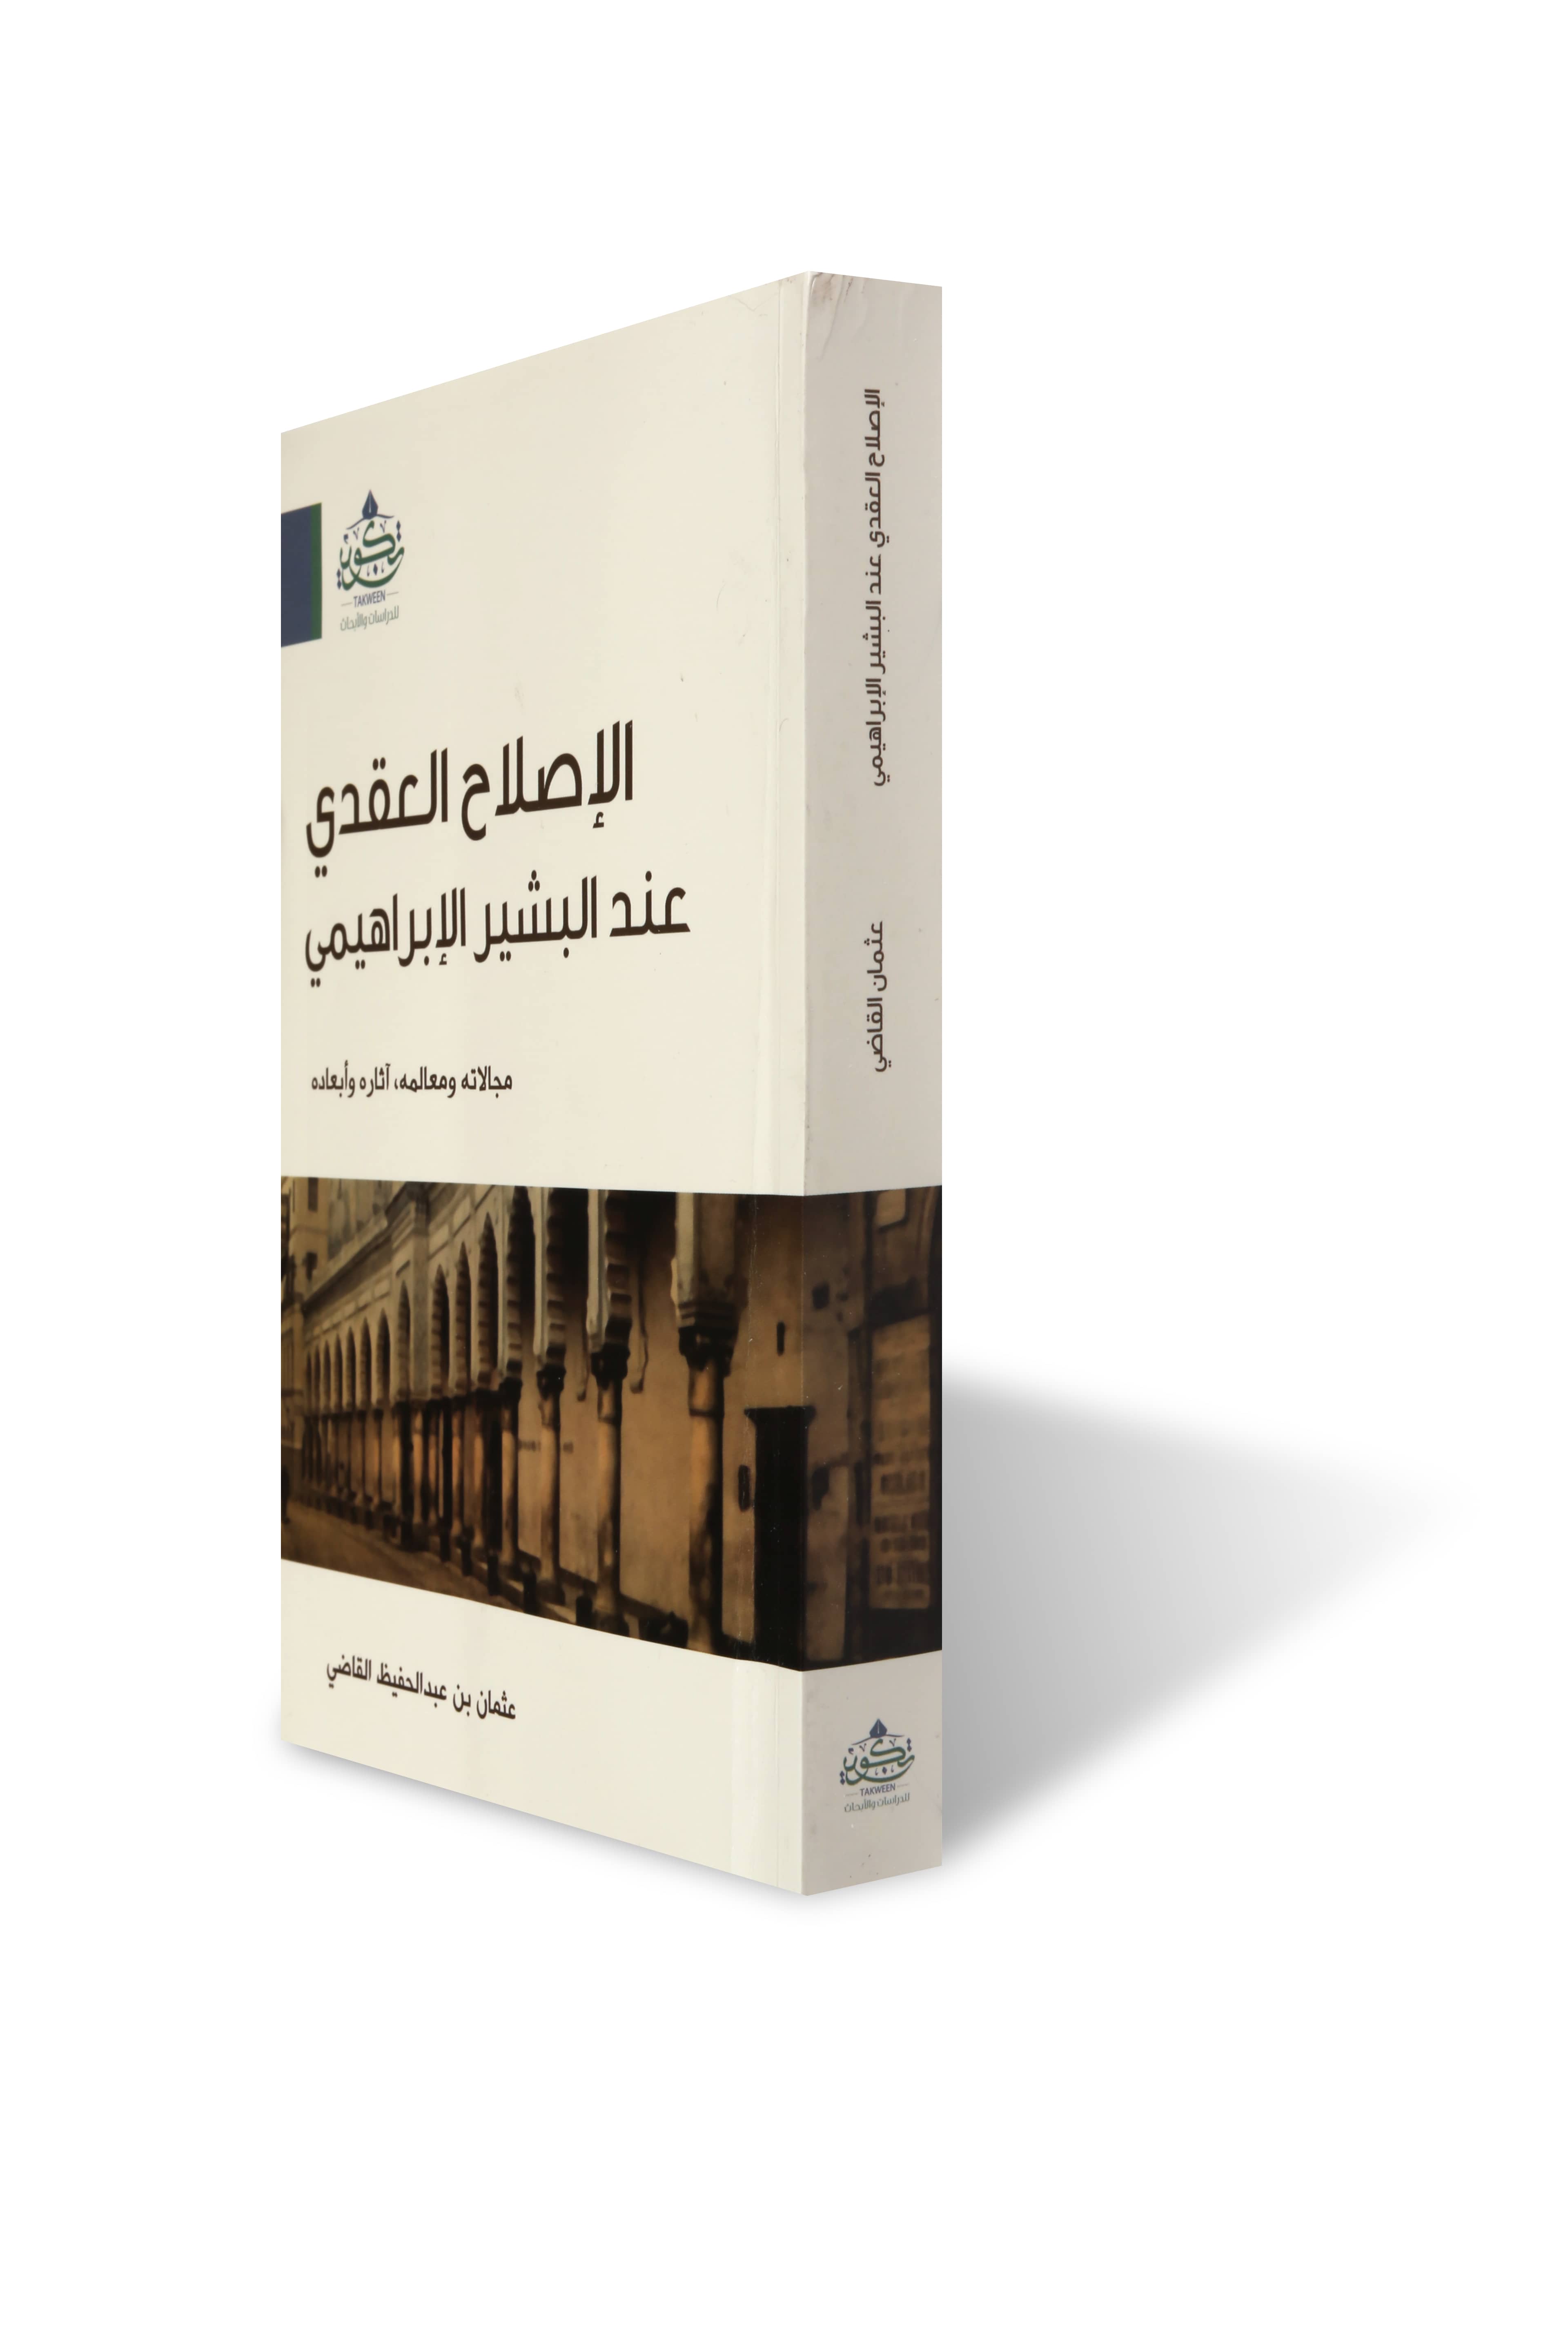 تكوين
TAKWEEN
للدراسات والأبحاث
الإصلاح العقدي
عند البشير الإبراهيمي
مجالاته ومعالمه، آثاره وأبعاده
عثمان بن عبدالحفيظ القاضي
الإصلاح العقدي عند البشير الإبراهيمي
عثمان القاضي
تكوين
TAKWEEN
للدراسات والأبحاث